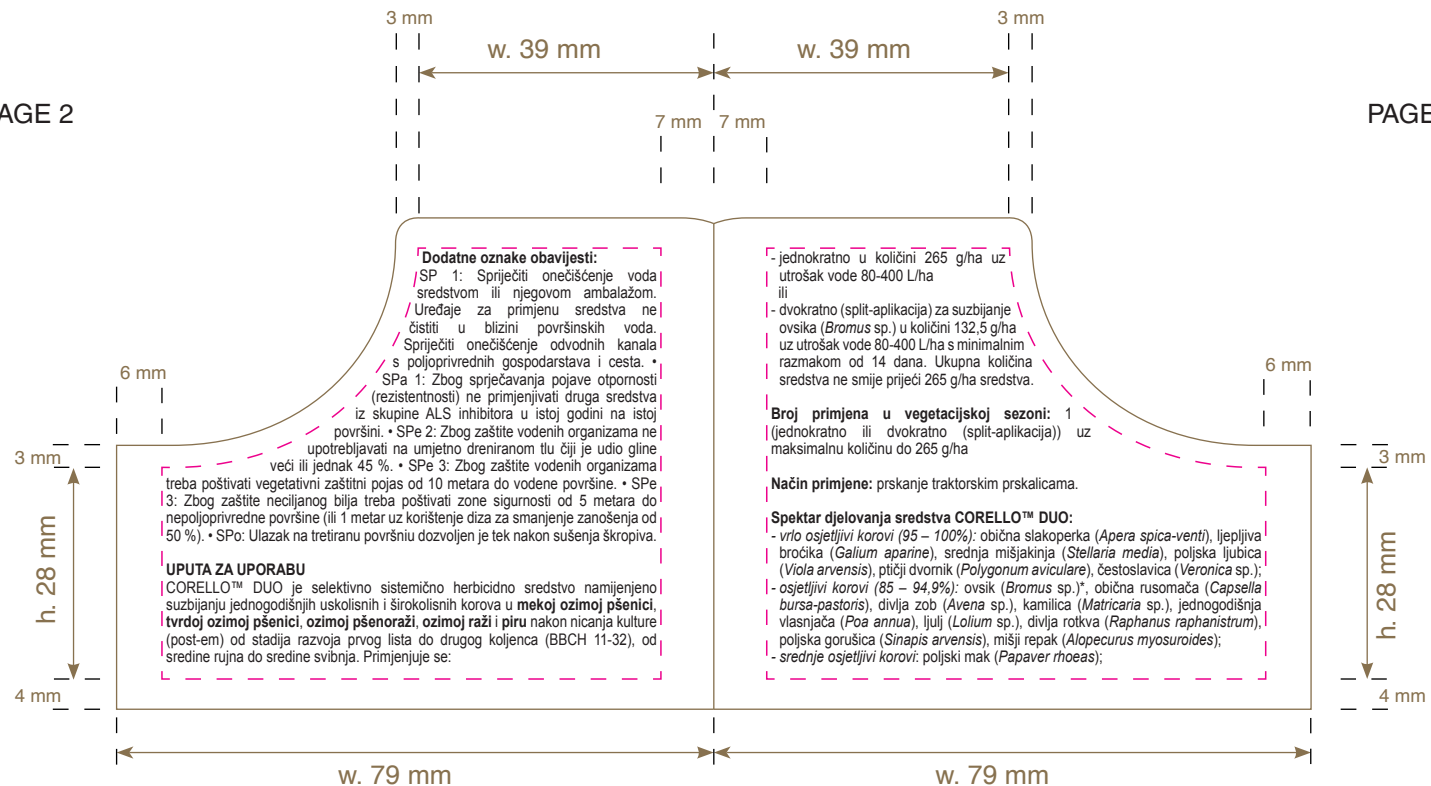 3 mm
3 mm
w. 39 mm
w. 39 mm
AGE 2
PAGE
7 mm
7 mm
Dodatne oznake obavijesti:
SP 1: Spriječiti onečišćenje voda
sredstvom ili njegovom ambalažom.
Uređaje za primjenu sredstva ne
čistiti u blizini površinskih voda.
Spriječiti onečišćenje odvodnih kanala
s poljoprivrednih gospodarstava i cesta. •
SPa 1: Zbog sprječavanja pojave otpornosti
(rezistentnosti) ne primjenjivati druga sredstva
iz skupine ALS inhibitora u istoj godini na istoj
površini. • SPe 2: Zbog zaštite vodenih organizama ne
upotrebljavati na umjetno dreniranom tlu čiji je udio gline
veći ili jednak 45 %. • SPe 3: Zbog zaštite vodenih organizama
treba poštivati vegetativni zaštitni pojas od 10 metara do vodene površine. • SPe
3: Zbog zaštite neciljanog bilja treba poštivati zone sigurnosti od 5 metara do
nepoljoprivredne površine (ili 1 metar uz korištenje diza za smanjenje zanošenja od
50 %). • SPo: Ulazak na tretiranu površinu dozvoljen je tek nakon sušenja škropiva.
UPUTA ZA UPORABU
CORELLO™ DUO je selektivno sistemično herbicidno sredstvo namijenjeno
suzbijanju jednogodišnjih uskolisnih i širokolisnih korova u mekoj ozimoj pšenici,
tvrdoj ozimoj pšenici, ozimoj pšenoraži, ozimoj raži i piru nakon nicanja kulture
(post-em) od stadija razvoja prvog lista do drugog koljenca (BBCH 11-32), od
sredine rujna do sredine svibnja. Primjenjuje se:
- jednokratno u količini 265 g/ha uz
utrošak vode 80-400 L/ha
ili
- dvokratno (split-aplikacija) za suzbijanje
ovsika (Bromus sp.) u količini 132,5 g/ha
uz utrošak vode 80-400 L/ha s minimalnim
razmakom od 14 dana. Ukupna količina
sredstva ne smije prijeći 265 g/ha sredstva.
Broj primjena u vegetacijskoj sezoni: 1
(jednokratno ili dvokratno (split-aplikacija)) uz
maksimalnu količinu do 265 g/ha
Način primjene: prskanje traktorskim prskalicama.
Spektar djelovanja sredstva CORELLO™ DUO:
- vrlo osjetljivi korovi (95 – 100%): obična slakoperka (Apera spica-venti), ljepljiva
broćika (Galium aparine), srednja mišjakinja (Stellaria media), poljska ljubica
(Viola arvensis), ptičji dvornik (Polygonum aviculare), čestoslavica (Veronica sp.);
- osjetljivi korovi (85 – 94,9%): ovsik (Bromus sp.)*, obična rusomača (Capsella
bursa-pastoris), divlja zob (Avena sp.), kamilica (Matricaria sp.), jednogodišnja
vlasnjača (Poa annua), ljulj (Lolium sp.), divlja rotkva (Raphanus raphanistrum),
poljska gorušica (Sinapis arvensis), mišji repak (Alopecurus myosuroides);
- srednje osjetljivi korovi: poljski mak (Papaver rhoeas);
6 mm
6 mm
3 mm
3 mm
h. 28 mm
h. 28 mm
4 mm
4 mm
w. 79 mm
w. 79 mm